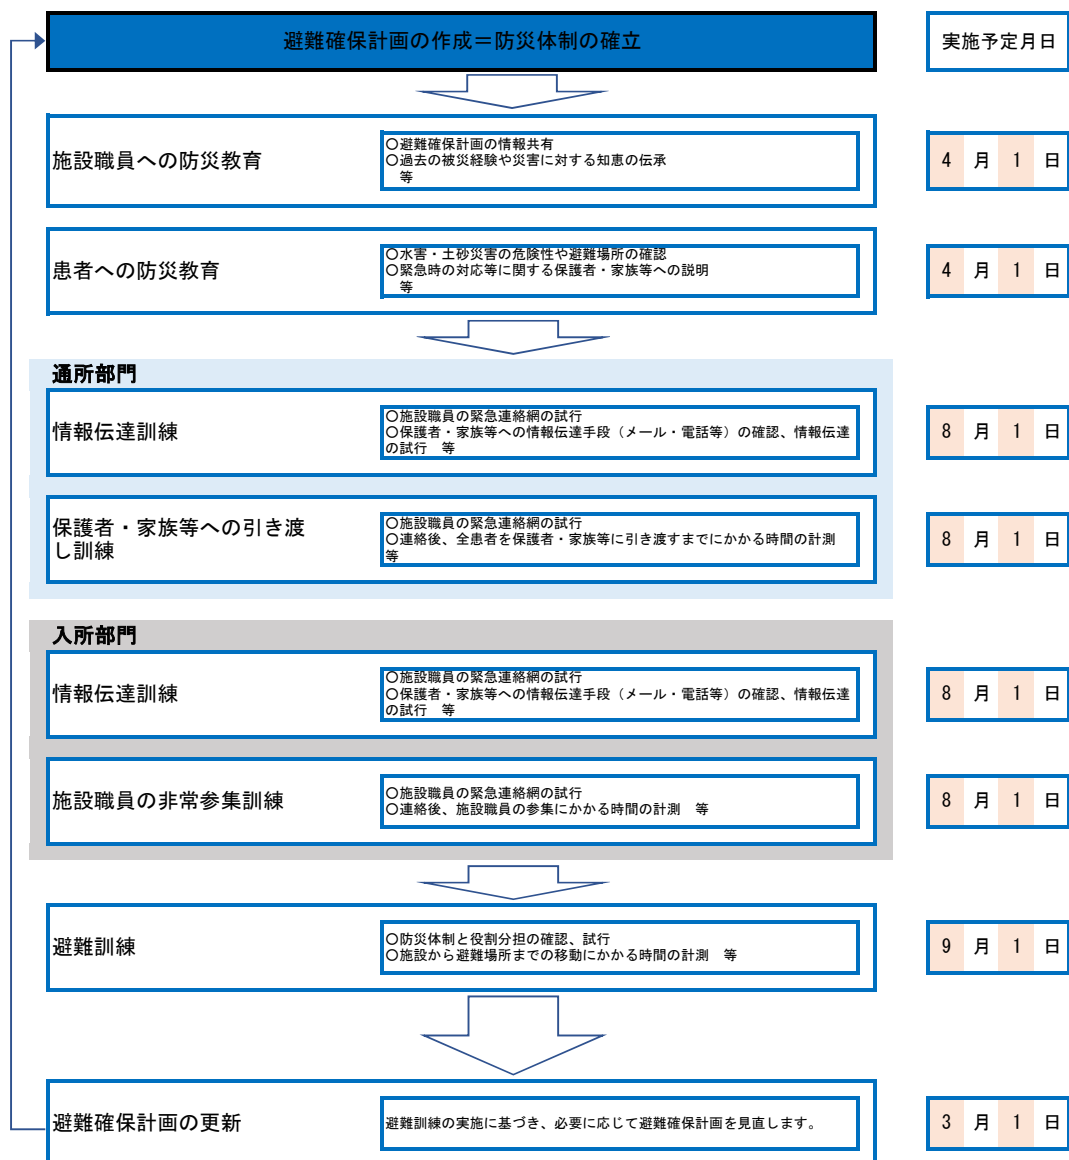 避難確保計画の作成＝防災体制の確立
実施予定月日
施設職員への防災教育
〇避難確保計画の情報共有
〇過去の被災経験や災害に対する知恵の伝承
等
4 月 1 日
患者への防災教育
〇水害・土砂災害の危険性や避難場所の確認
〇緊急時の対応等に関する保護者・家族等への説明
等
4 月 1 日
通所部門
情報伝達訓練
〇施設職員の緊急連絡網の試行
〇保護者・家族等への情報伝達手段（メール・電話等）の確認、情報伝達
の試行　等
8 月 1 日
保護者・家族等への引き渡
し訓練
〇施設職員の緊急連絡網の試行
〇連絡後、全患者を保護者・家族等に引き渡すまでにかかる時間の計測
等
8 月 1 日
入所部門
情報伝達訓練
〇施設職員の緊急連絡網の試行
〇保護者・家族等への情報伝達手段（メール・電話等）の確認、情報伝達
の試行　等
8 月 1 日
施設職員の非常参集訓練
〇施設職員の緊急連絡網の試行
〇連絡後、施設職員の参集にかかる時間の計測　等
8 月 1 日
避難訓練
〇防災体制と役割分担の確認、試行
〇施設から避難場所までの移動にかかる時間の計測　等
9 月 1 日
避難確保計画の更新
避難訓練の実施に基づき、必要に応じて避難確保計画を見直します。
3 月 1 日